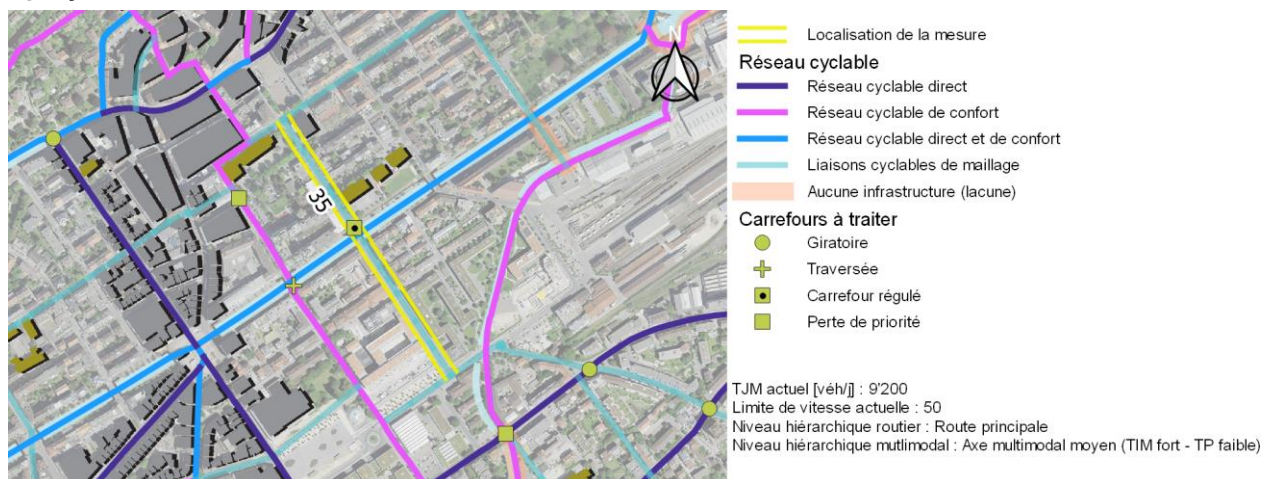 N
35
Localisation de la mesure
Réseau cyclable
Réseau cyclable direct
Réseau cyclable de confort
Réseau cyclable direct et de confort
Liaisons cyclables de maillage
Aucune infrastructure (lacune)
Carrefours à traiter
Giratoire
Traversée
Carrefour régulé
Perte de priorité
TJM actuel [véh/j] : 9'200
Limite de vitesse actuelle : 50
Niveau hiérarchique routier : Route principale
Niveau hiérarchique mutlimodal : Axe multimodal moyen (TIM fort - TP faible)